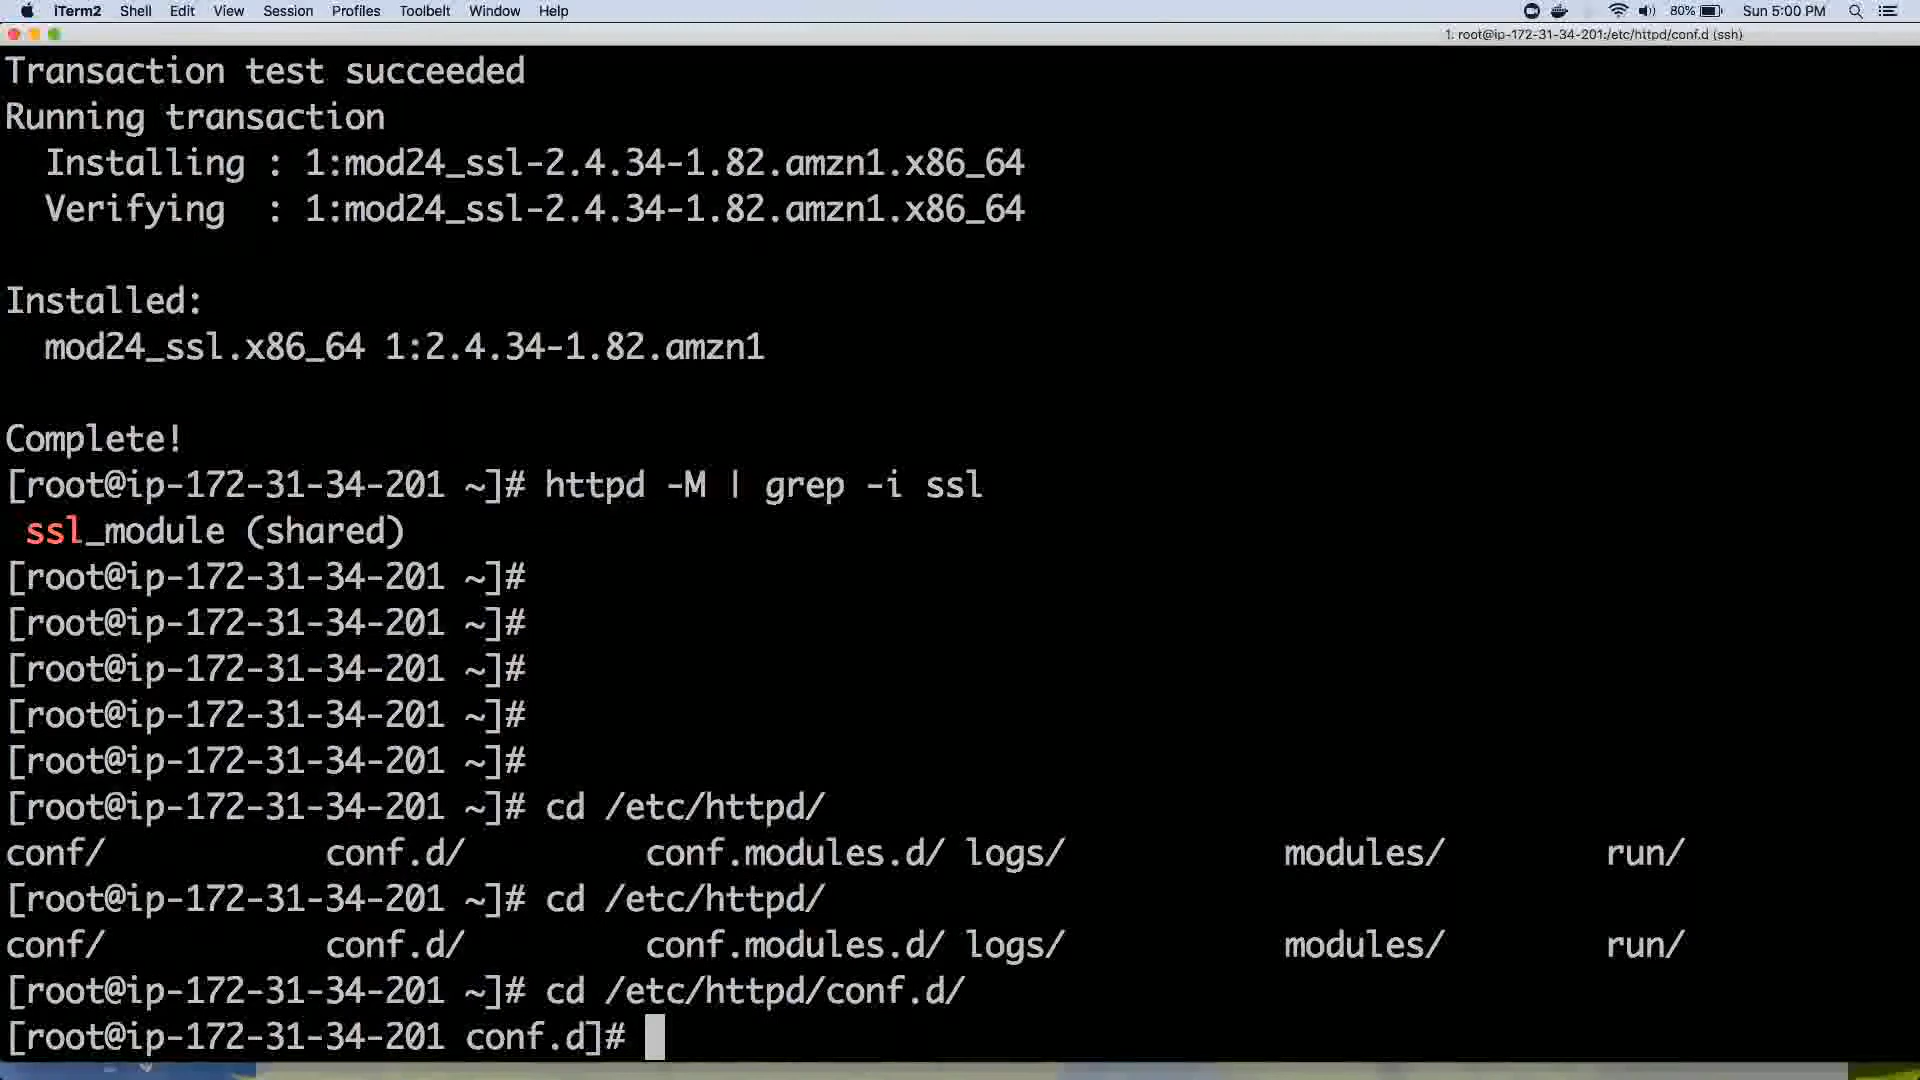 iTerm2 Shell Edit View Session Profiles Toolbelt Window Help 80% Sun 5:00 PM
1. root@ip-172-31-34-201:/etc/httpd/conf.d (ssh)
Transaction test succeeded
Running transaction
  Installing : 1:mod24_ssl-2.4.34-1.82.amzn1.x86_64
  Verifying  : 1:mod24_ssl-2.4.34-1.82.amzn1.x86_64
Installed:
  mod24_ssl.x86_64 1:2.4.34-1.82.amzn1
Complete!
[root@ip-172-31-34-201 ~]# httpd -M | grep -i ssl
 ssl_module (shared)
[root@ip-172-31-34-201 ~]#
[root@ip-172-31-34-201 ~]#
[root@ip-172-31-34-201 ~]#
[root@ip-172-31-34-201 ~]#
[root@ip-172-31-34-201 ~]#
[root@ip-172-31-34-201 ~]# cd /etc/httpd/
conf/           conf.d/         conf.modules.d/ logs/           modules/        run/
[root@ip-172-31-34-201 ~]# cd /etc/httpd/
conf/           conf.d/         conf.modules.d/ logs/           modules/        run/
[root@ip-172-31-34-201 ~]# cd /etc/httpd/conf.d/
[root@ip-172-31-34-201 conf.d]#